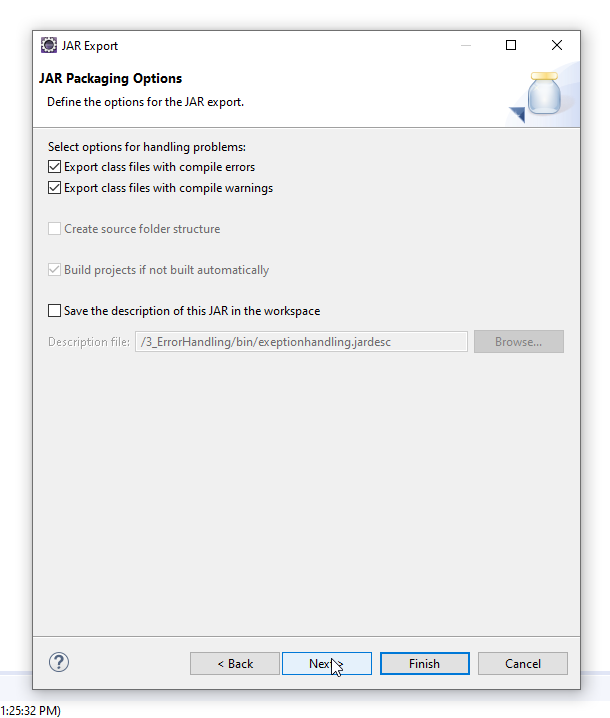 JAR Export
JAR Packaging Options
Define the options for the JAR export.
Select options for handling problems:
Export class files with compile errors
Export class files with compile warnings
Create source folder structure
Build projects if not built automatically
Save the description of this JAR in the workspace
Description file: /3_ErrorHandling/bin/exeptionhandling.jardesc Browse...
? < Back Next > Finish Cancel
1:25:32 PM)